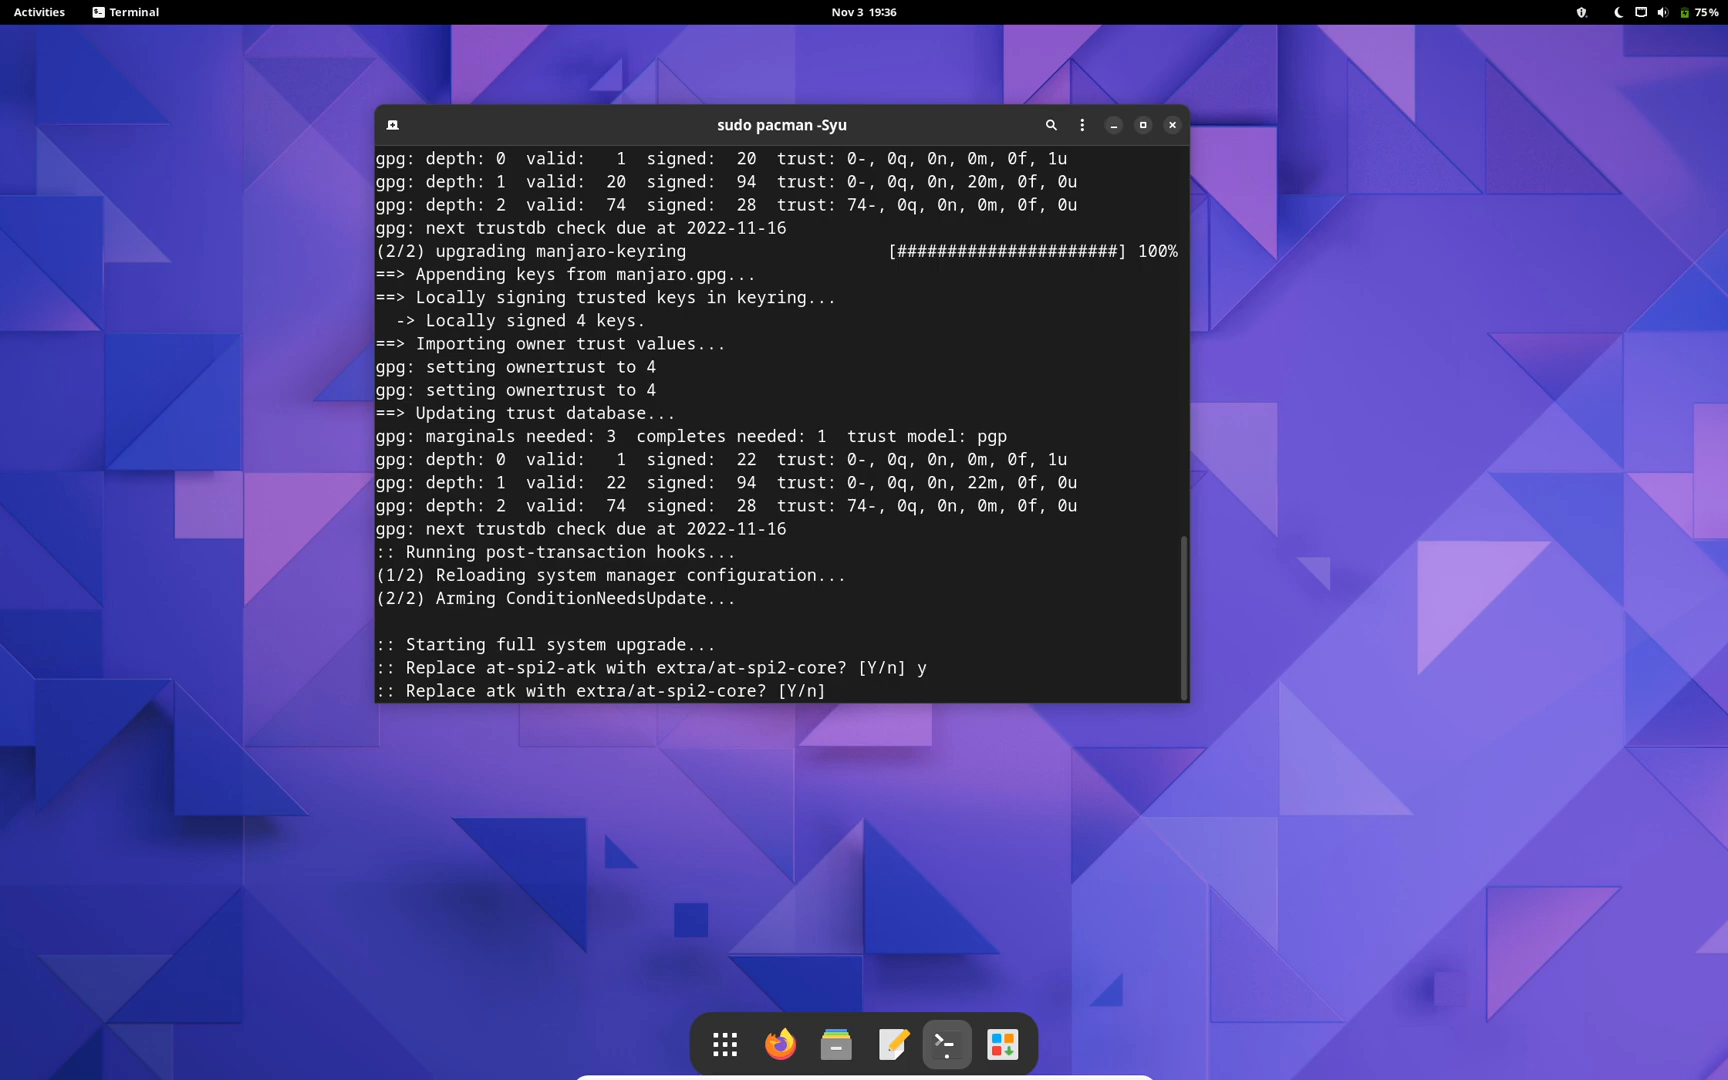 Activities Terminal Nov 3 19:36 75%
sudo pacman -Syu
gpg: depth: 0  valid:   1  signed:  20  trust: 0-, 0q, 0n, 0m, 0f, 1u
gpg: depth: 1  valid:  20  signed:  94  trust: 0-, 0q, 0n, 20m, 0f, 0u
gpg: depth: 2  valid:  74  signed:  28  trust: 74-, 0q, 0n, 0m, 0f, 0u
gpg: next trustdb check due at 2022-11-16
(2/2) upgrading manjaro-keyring                    [######################] 100%
==> Appending keys from manjaro.gpg...
==> Locally signing trusted keys in keyring...
  -> Locally signed 4 keys.
==> Importing owner trust values...
gpg: setting ownertrust to 4
gpg: setting ownertrust to 4
==> Updating trust database...
gpg: marginals needed: 3  completes needed: 1  trust model: pgp
gpg: depth: 0  valid:   1  signed:  22  trust: 0-, 0q, 0n, 0m, 0f, 1u
gpg: depth: 1  valid:  22  signed:  94  trust: 0-, 0q, 0n, 22m, 0f, 0u
gpg: depth: 2  valid:  74  signed:  28  trust: 74-, 0q, 0n, 0m, 0f, 0u
gpg: next trustdb check due at 2022-11-16
:: Running post-transaction hooks...
(1/2) Reloading system manager configuration...
(2/2) Arming ConditionNeedsUpdate...
:: Starting full system upgrade...
:: Replace at-spi2-atk with extra/at-spi2-core? [Y/n] y
:: Replace atk with extra/at-spi2-core? [Y/n]